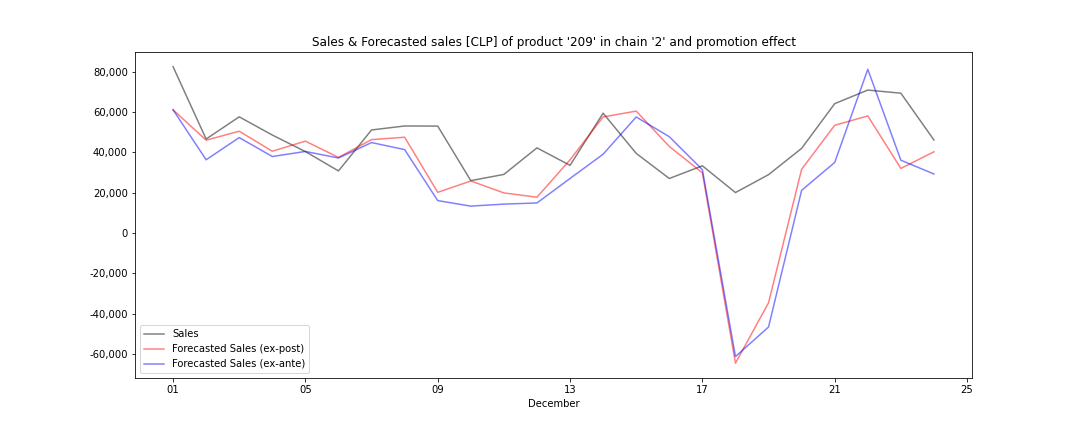 Sales & Forecasted sales [CLP] of product '209' in chain '2' and promotion effect
80,000
60,000
40,000
20,000
0
-20,000
-40,000
-60,000
Sales
Forecasted Sales (ex-post)
Forecasted Sales (ex-ante)
01 05 09 13 17 21 25
December